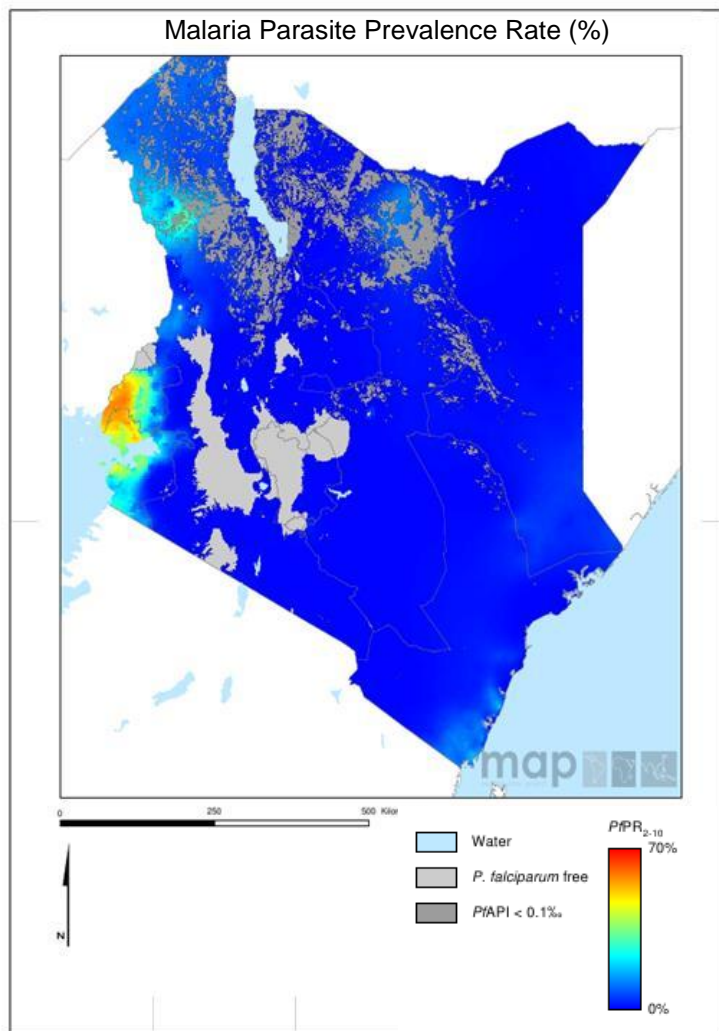 Malaria Parasite Prevalence Rate (%)
map
0 250 500 Kilor
N
Water
P. falciparum free
PfAPI < 0.1‰
PfPR2-10
70%
0%